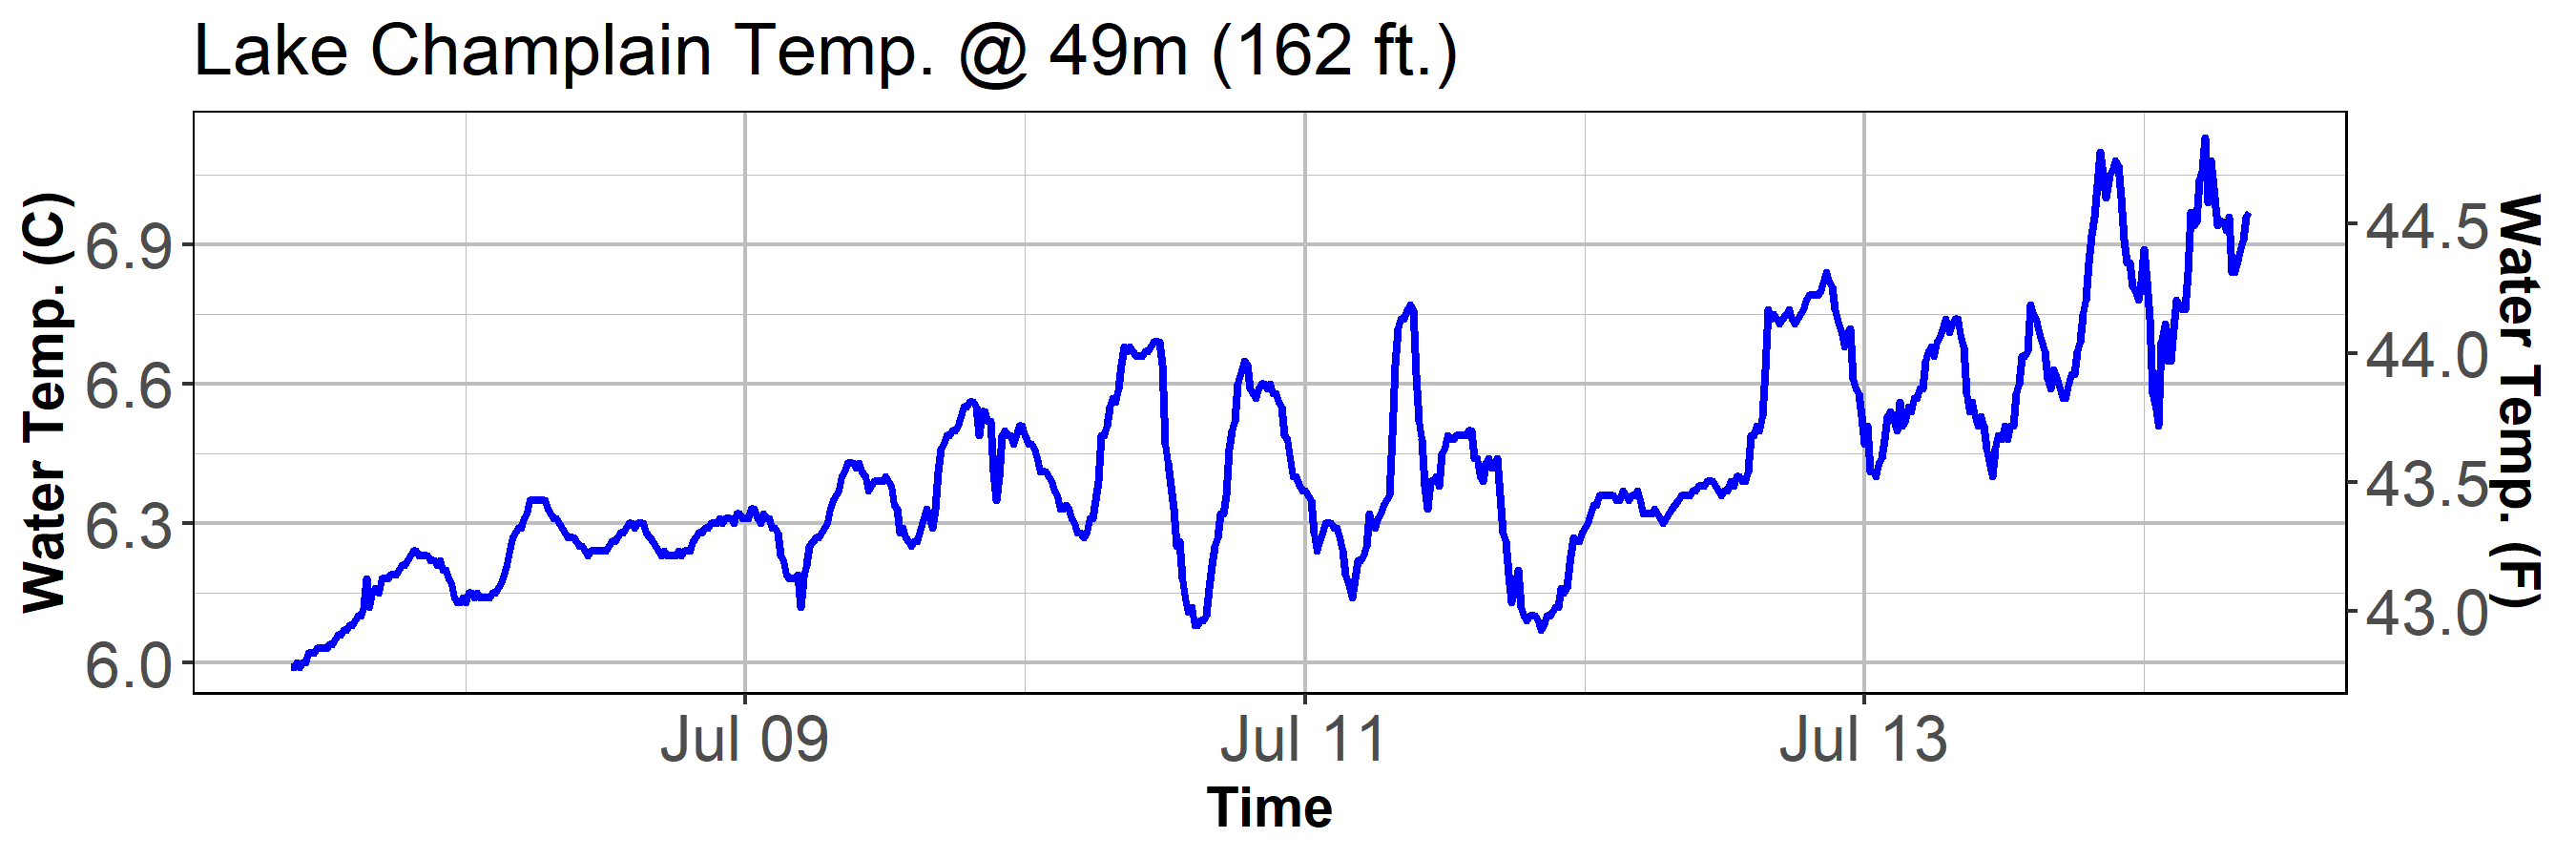 Lake Champlain Temp. @ 49m (162 ft.)
Water Temp. (C)
6.9
6.6
6.3
6.0
44.5
44.0
43.5
43.0
Water Temp. (F)
Jul 09
Jul 11
Jul 13
Time